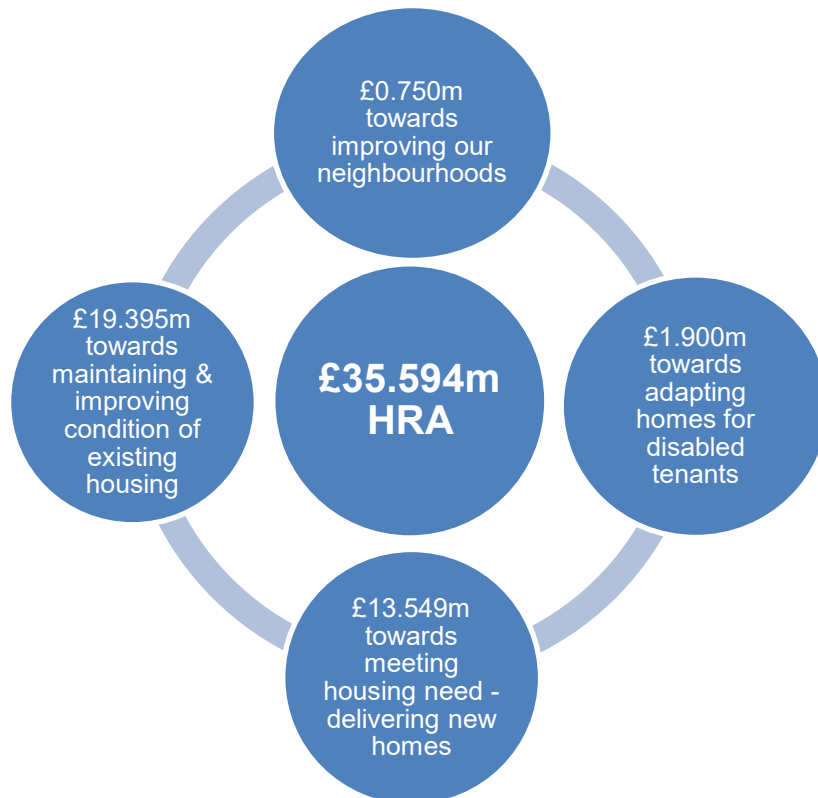 £0.750m
towards
improving our
neighbourhoods
£19.395m
towards
maintaining &
improving
condition of
existing
housing
£35.594m
HRA
£1.900m
towards
adapting
homes for
disabled
tenants
£13.549m
towards
meeting
housing need -
delivering new
homes